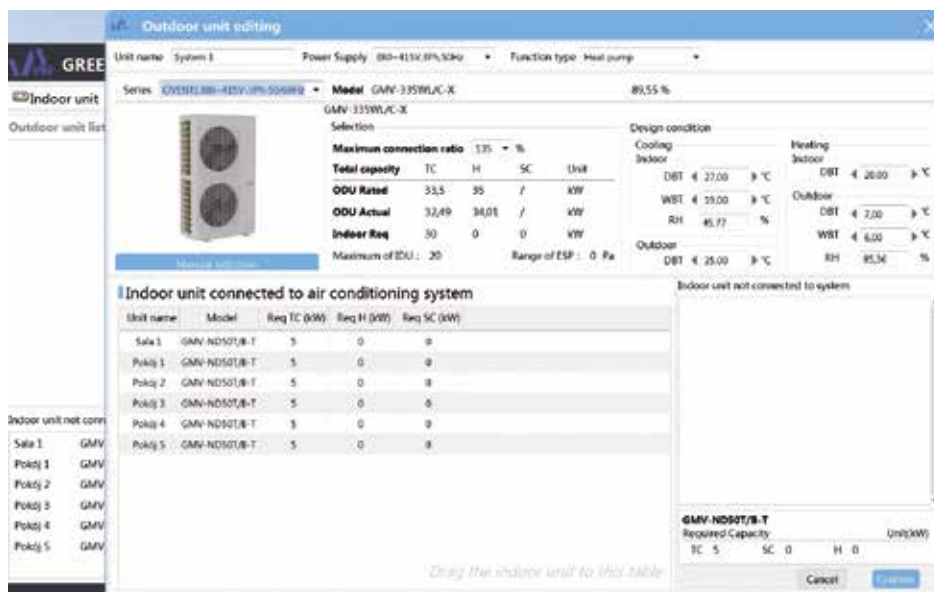 Outdoor unit editing
GREE
Unit name System 1 Power Supply 380~415V,3Ph,50Hz Function type Heat pump
Indoor unit
Series 50/60Hz Model GMV-335WL/C-X 89,55 %
GMV-335WL/C-X
Outdoor unit list
Selection Design condition
Maximum connection ratio 135 % Cooling Heating
Total capacity TC H SC Unit Indoor Indoor
DBT 27,00 °C DBT 20,00 °C
ODU Rated 33,5 35 / kW
WBT 19,00 °C Outdoor
ODU Actual 32,49 34,01 / kW
RH 45,77 % DBT 7,00 °C
Indoor Req 30 0 0 kW
Outdoor WBT 6,00 °C
Maximum of IDU : 20 Range of ESP : 0 Pa
DBT 25,00 °C RH %
Manual selection
Indoor unit connected to air conditioning system
Indoor unit not connected to system
Unit name Model Req TC (kW) Req H (kW) Req SC (kW)
Sala 1 GMV-ND50T/B-T 5 0 0
Pokój 1 GMV-ND50T/B-T 5 0 0
Pokój 2 GMV-ND50T/B-T 5 0 0
Pokój 3 GMV-ND50T/B-T 5 0 0
Pokój 4 GMV-ND50T/B-T 5 0 0
Pokój 5 GMV-ND50T/B-T 5 0 0
Indoor unit not conn
Sala 1 GMV
Pokój 1 GMV
Pokój 2 GMV
Pokój 3 GMV
Pokój 4 GMV
Pokój 5 GMV
GMV-ND50T/B-T
Required Capacity Unit(kW)
TC 5 SC 0 H 0
Drag the indoor unit to this table
Cancel Confirm